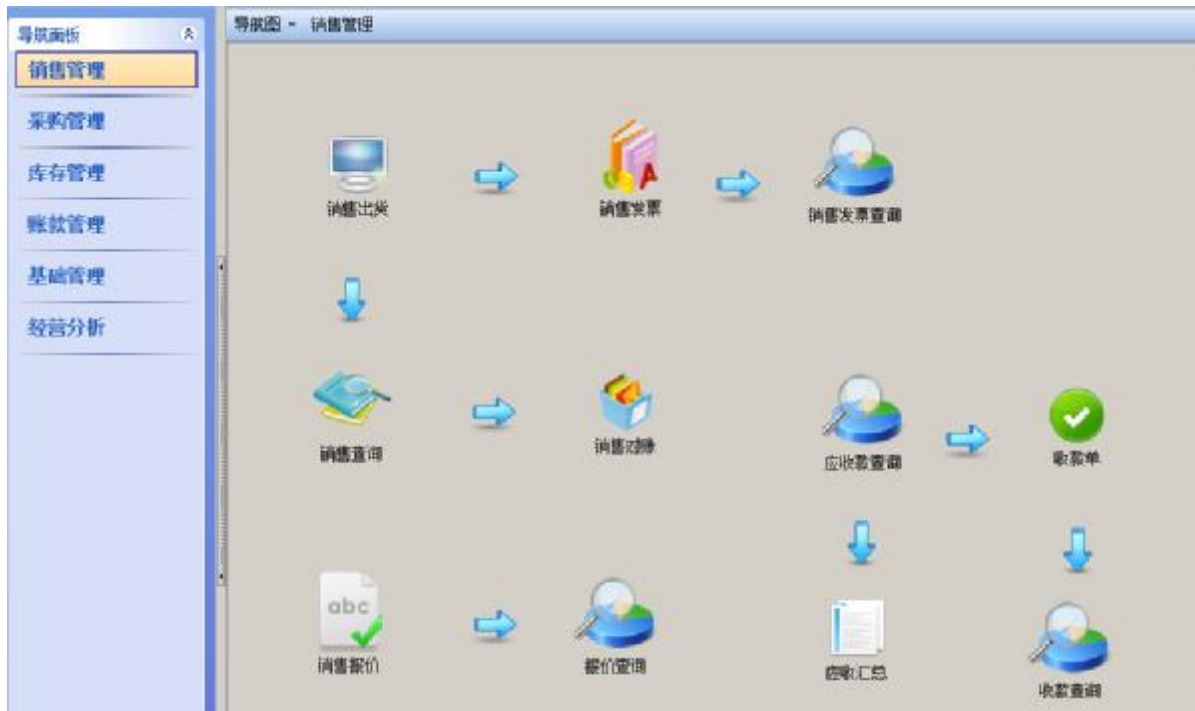 导航面板
导航图 - 销售管理
销售管理
采购管理
库存管理
账款管理
基础管理
经营分析
销售出货
销售发票
销售发票查询
销售查询
销售对账
应收款查询
收款单
abc
销售报价
报价查询
应收汇总
收款查询